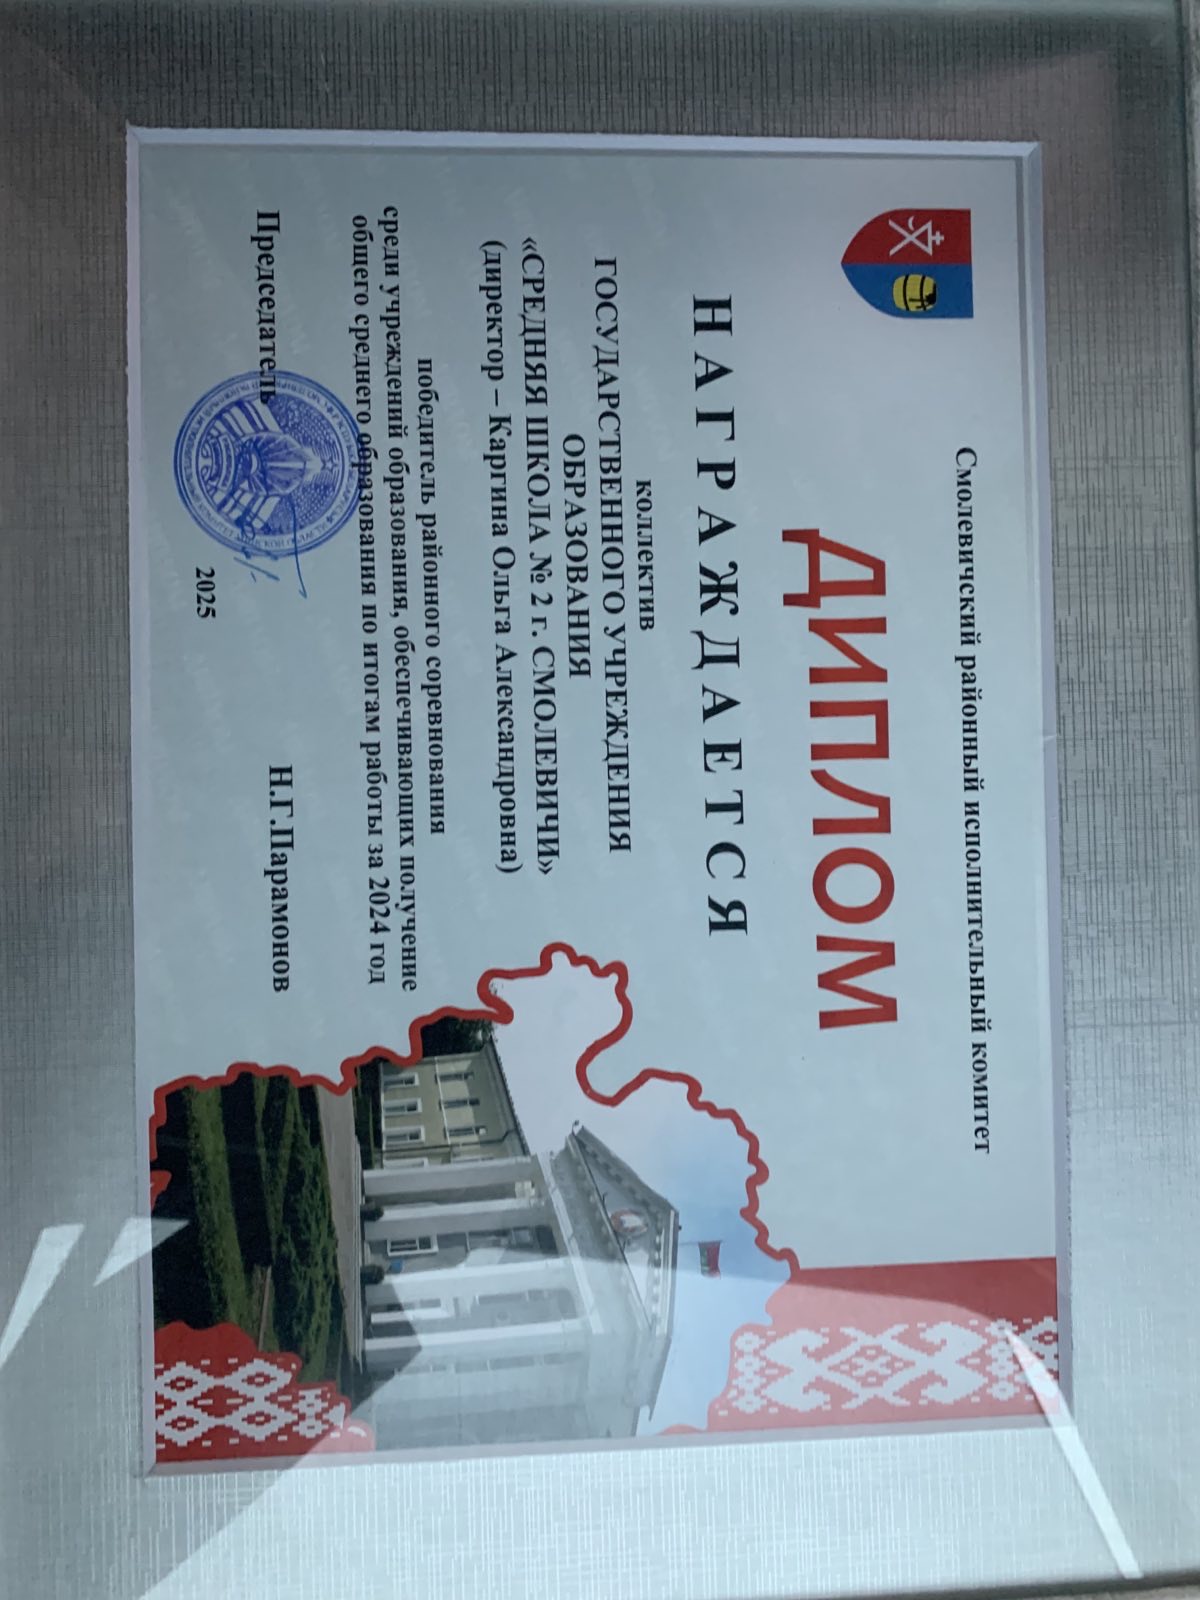 Смолевичский районный исполнительный комитет
ДИПЛОМ
НАГРАЖДАЕТСЯ
коллектив
ГОСУДАРСТВЕННОГО УЧРЕЖДЕНИЯ
ОБРАЗОВАНИЯ
«СРЕДНЯЯ ШКОЛА № 2 г. СМОЛЕВИЧИ»
(директор – Каргина Ольга Александровна)
победитель районного соревнования
среди учреждений образования, обеспечивающих получение
общего среднего образования по итогам работы за 2024 год
Председатель Н.Г.Парамонов
2025